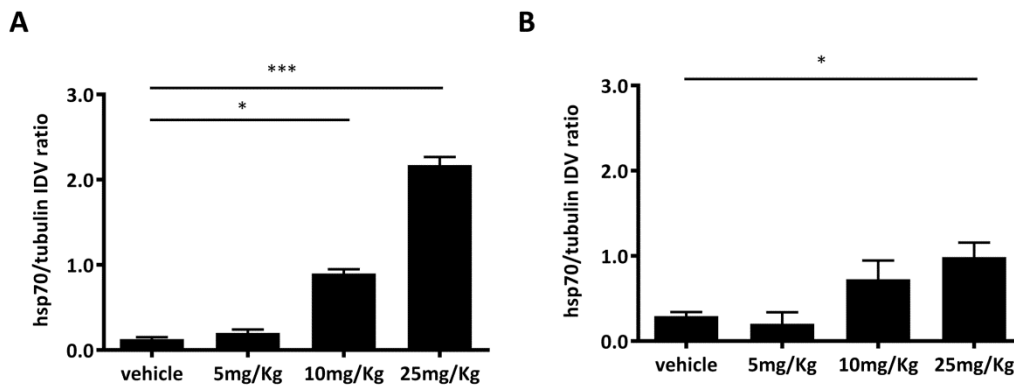 A
***
*
3.0
2.0
1.0
0.0
hsp70/tubulin IDV ratio
vehicle 5mg/Kg 10mg/Kg 25mg/Kg
B
*
3.0
2.0
1.0
0.0
hsp70/tubulin IDV ratio
vehicle 5mg/Kg 10mg/Kg 25mg/Kg